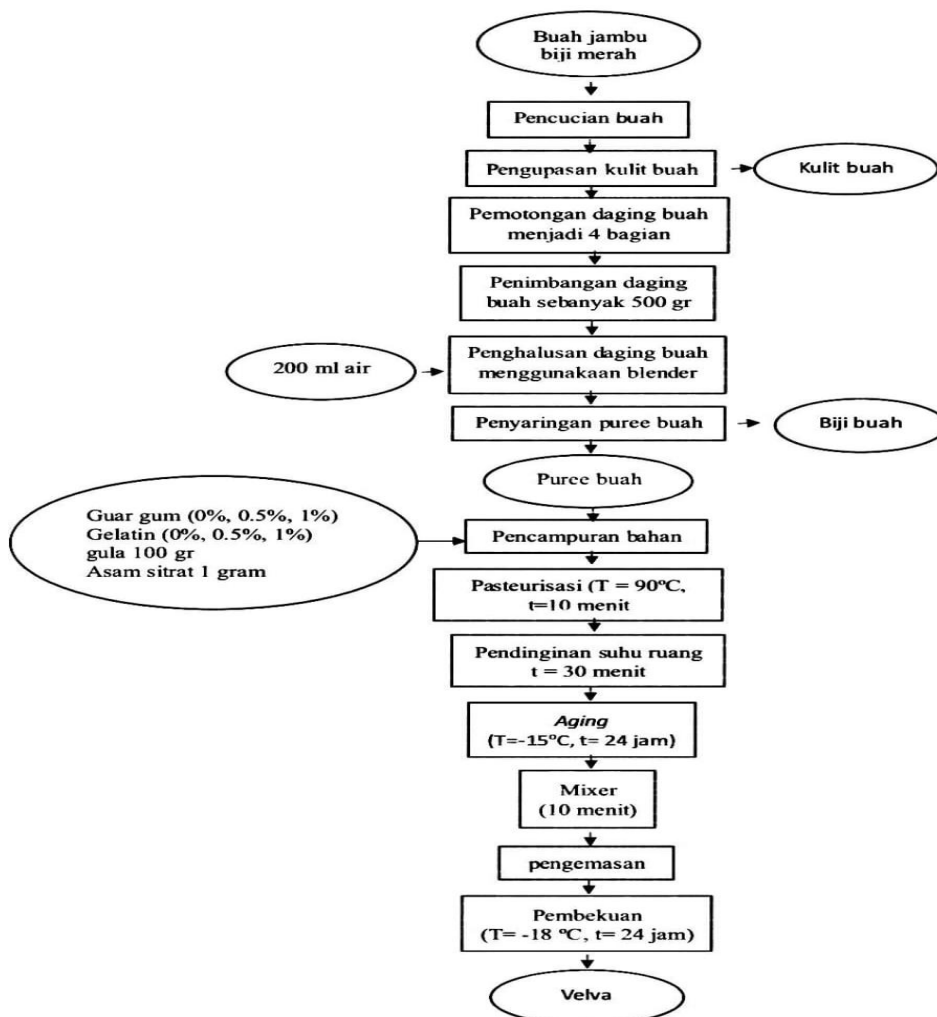 Buah jambu
biji merah
Pencucian buah
Pengupasan kulit buah
Kulit buah
Pemotongan daging buah
menjadi 4 bagian
Penimbangan daging
buah sebanyak 500 gr
200 ml air
Penghalusan daging buah
menggunakaan blender
Penyaringan puree buah
Biji buah
Puree buah
Guar gum (0%, 0.5%, 1%)
Gelatin (0%, 0.5%, 1%)
gula 100 gr
Asam sitrat 1 gram
Pencampuran bahan
Pasteurisasi (T = 90°C,
t=10 menit
Pendinginan suhu ruang
t = 30 menit
Aging
(T=-15°C, t= 24 jam)
Mixer
(10 menit)
pengemasan
Pembekuan
(T= -18 °C, t= 24 jam)
Velva